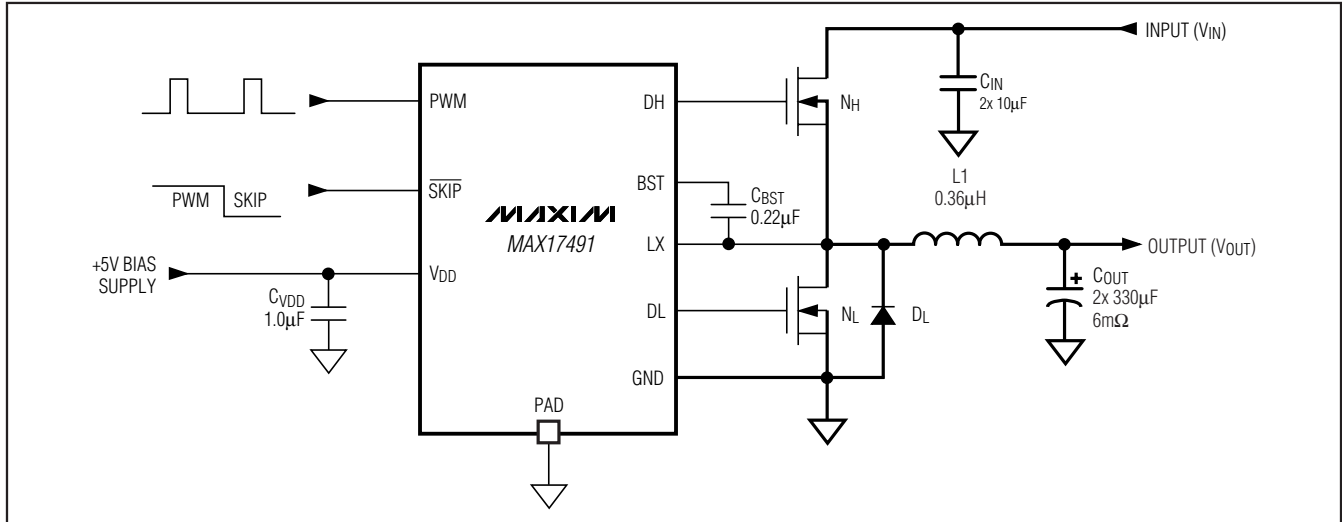 INPUT (VIN)
CIN
2x 10µF
PWM
DH
NH
L1
0.36µH
BST
SKIP
PWM SKIP
CBST
0.22µF
MAXIM
MAX17491
LX
OUTPUT (VOUT)
+5V BIAS
SUPPLY
VDD
CVDD
1.0µF
DL
NL
DL
+
COUT
2x 330µF
6mΩ
GND
PAD